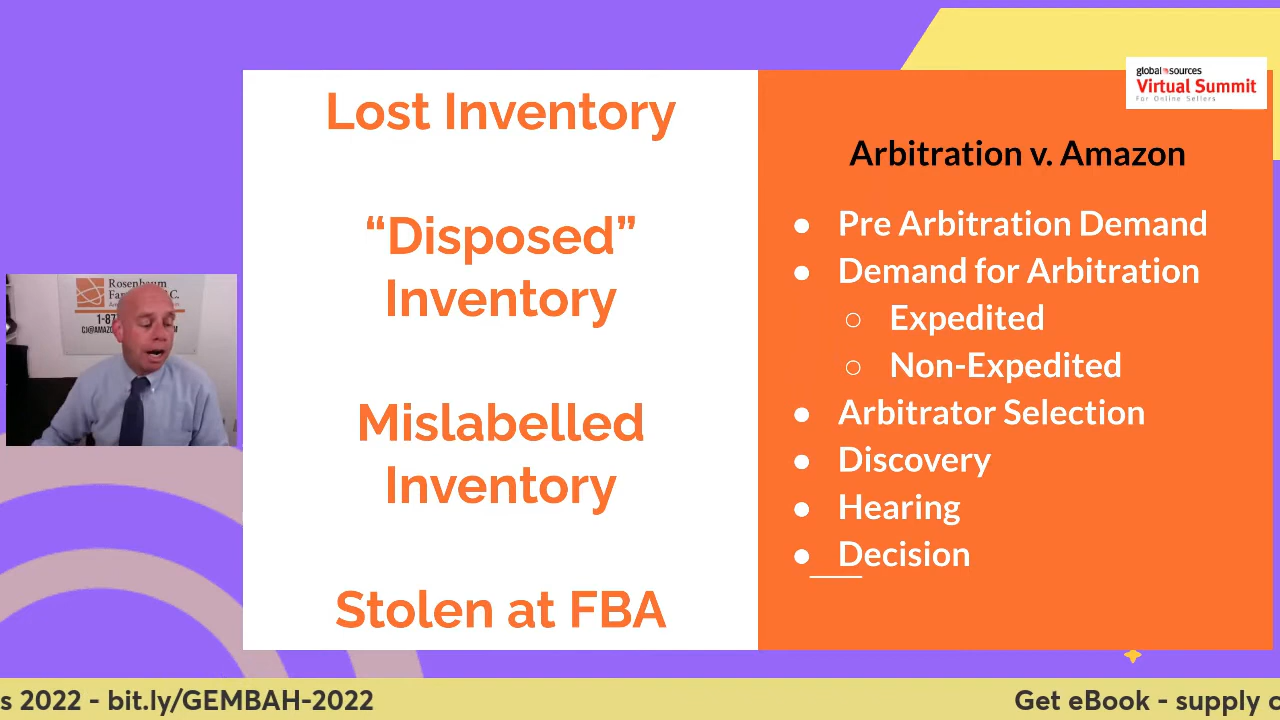 Lost Inventory
“Disposed”
Inventory
Mislabelled
Inventory
Stolen at FBA
global sources
Virtual Summit
For Online Sellers
Arbitration v. Amazon
● Pre Arbitration Demand
● Demand for Arbitration
○ Expedited
○ Non-Expedited
● Arbitrator Selection
● Discovery
● Hearing
● Decision
Rosenbaum
s 2022 - bit.ly/GEMBAH-2022
Get eBook - supply c